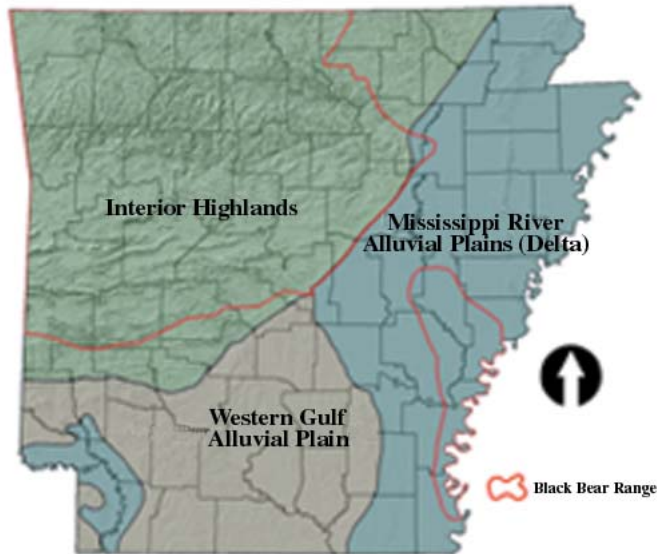 Interior Highlands
Mississippi River
Alluvial Plains (Delta)
Western Gulf
Alluvial Plain
Black Bear Range